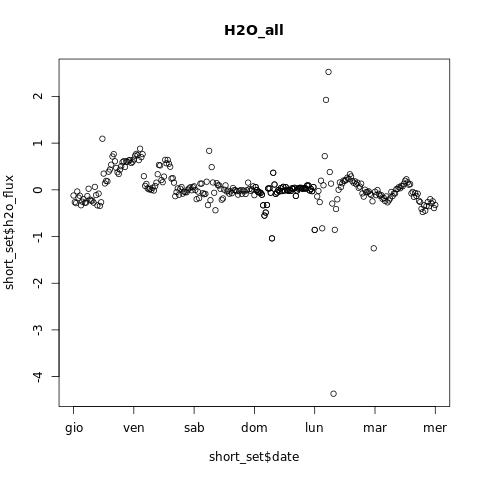 H2O_all
short_set$h2o_flux
2
1
0
-1
-2
-3
-4
gio ven sab dom lun mar mer
short_set$date